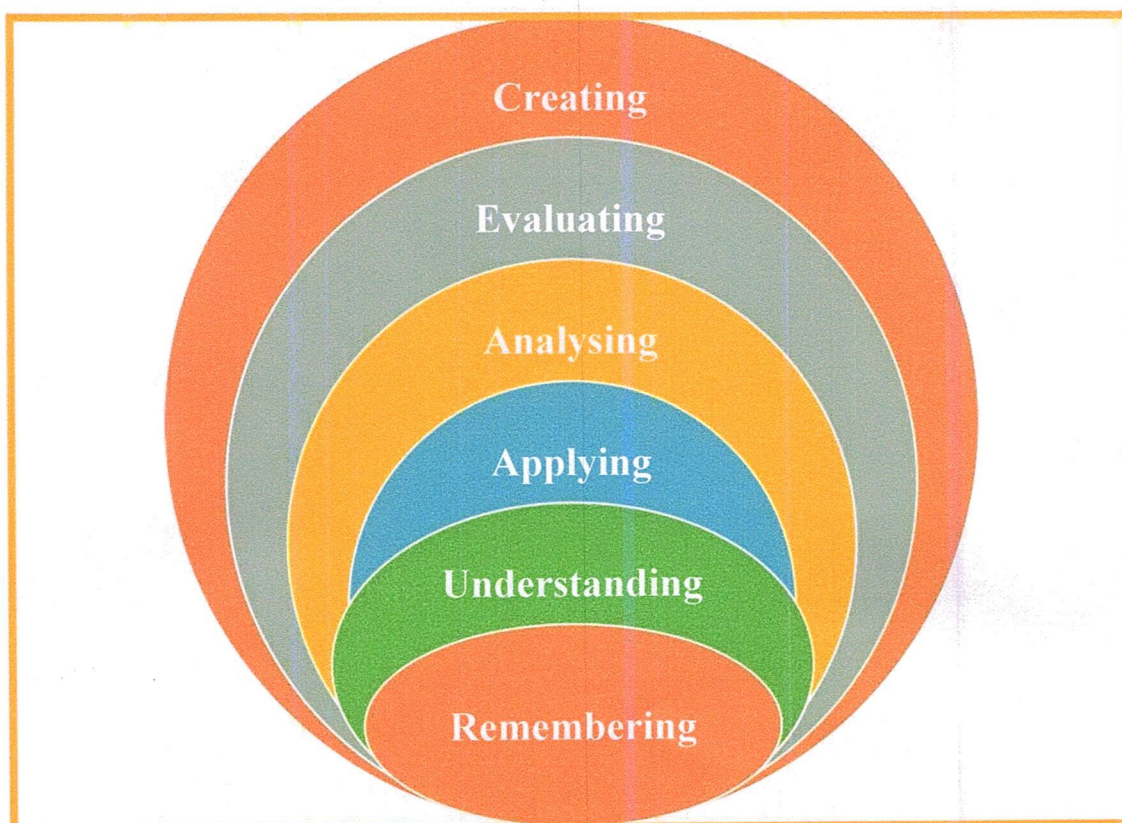 Creating
Evaluating
Analysing
Applying
Understanding
Remembering